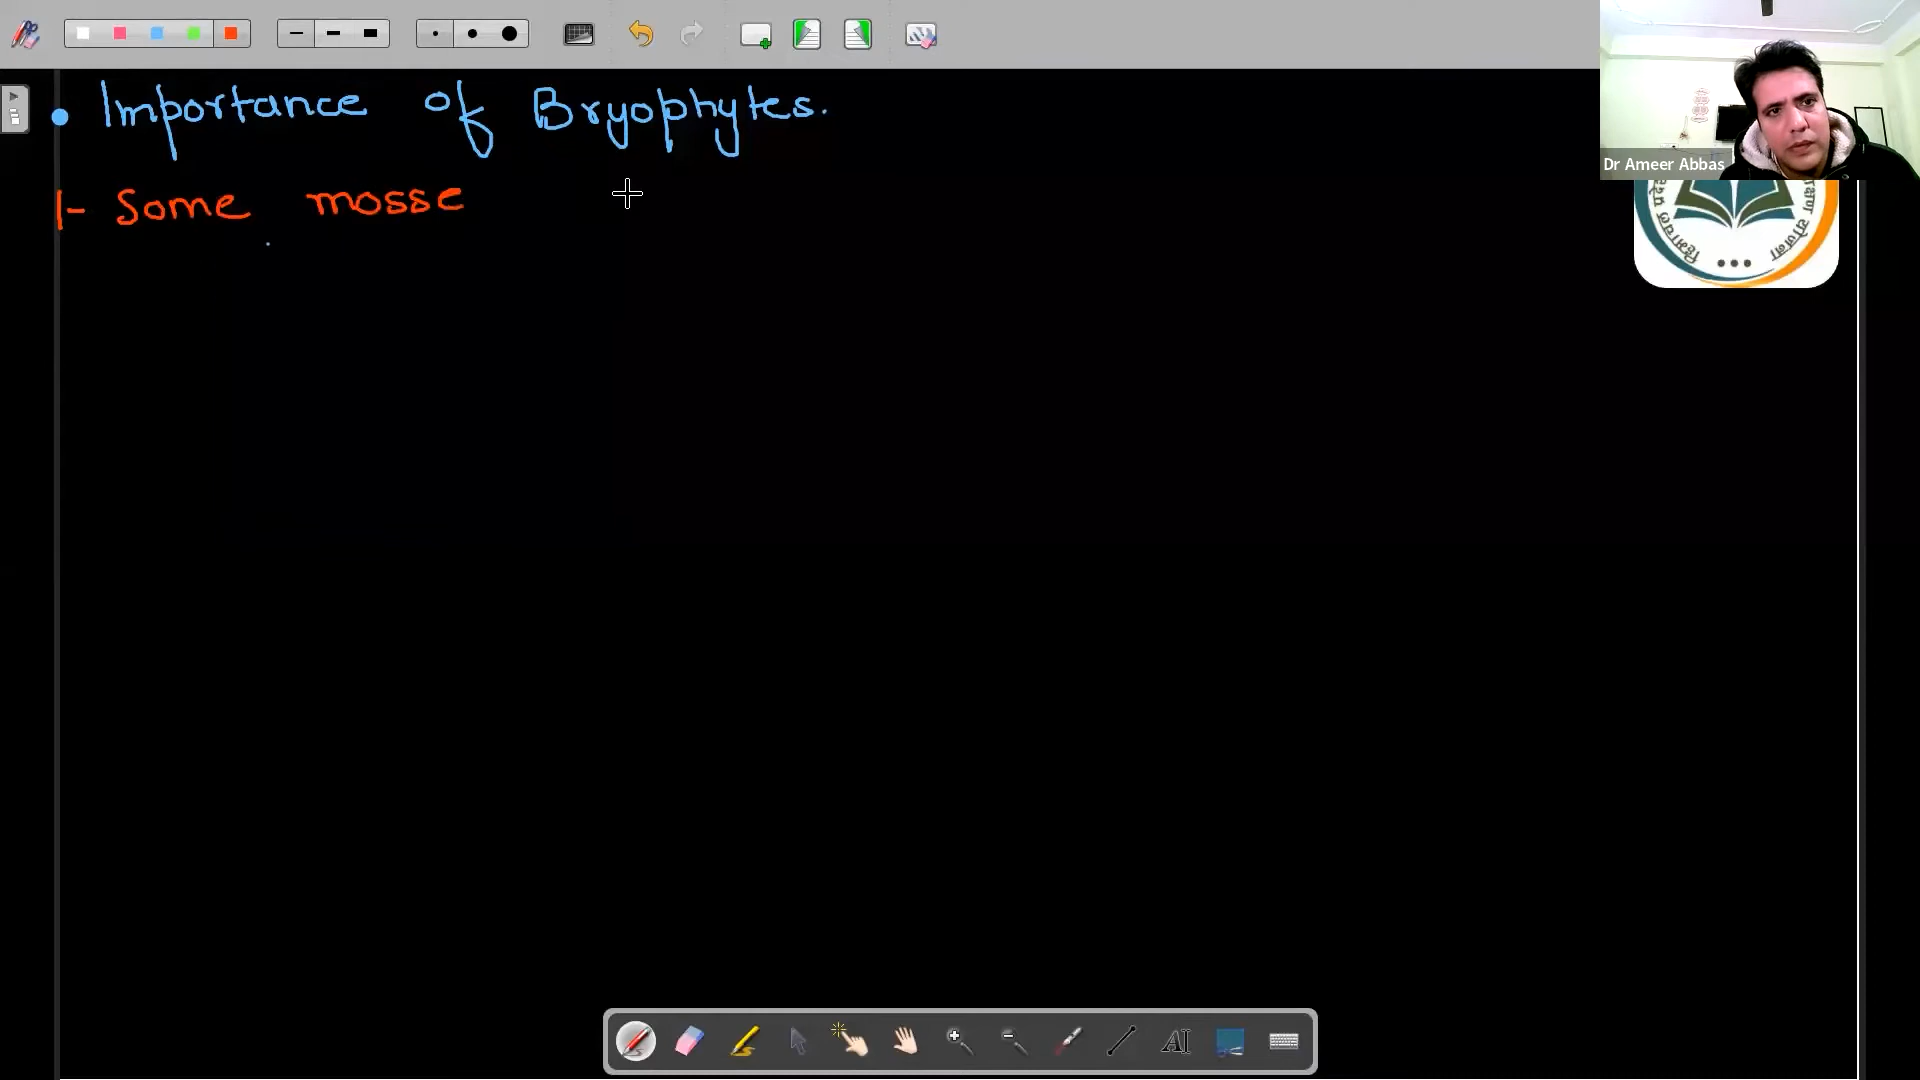 • Importance of Bryophytes.
1- Some mosse
Dr Ameer Abbas